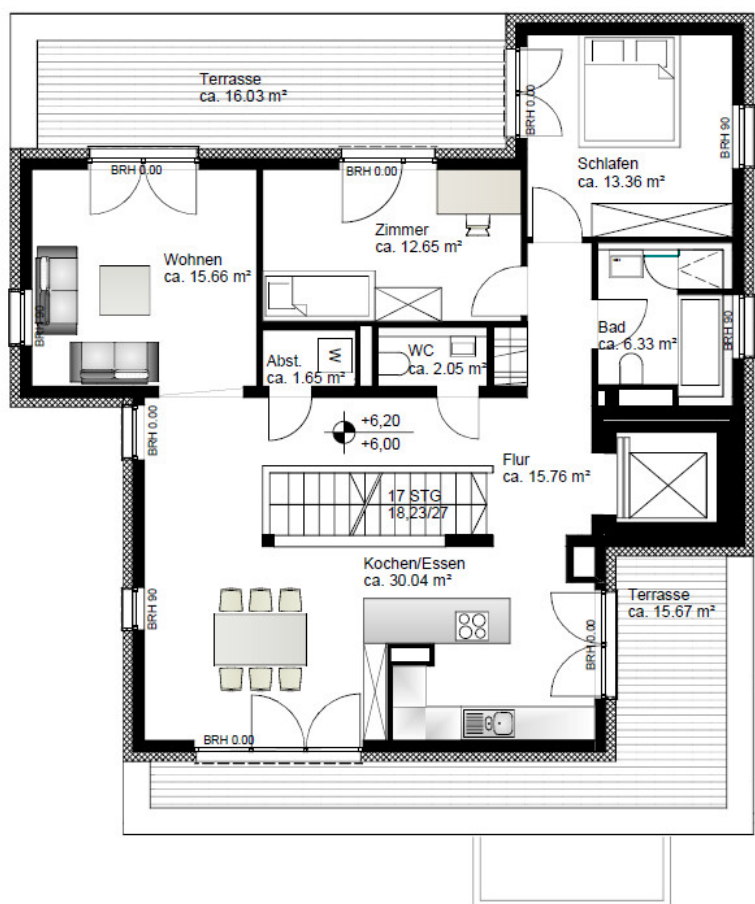 Terrasse
ca. 16.03 m²
BRH 0.00
BRH 90
Schlafen
ca. 13.36 m²
BRH 0.00
BRH 0.00
Zimmer
ca. 12.65 m²
Wohnen
ca. 15.66 m²
BRH 90
Bad
ca. 6.33 m²
BRH 90
Abst.
ca. 1.65 m²
W
WC
ca. 2.05 m²
BRH 0.00
+6,20
+6,00
Flur
ca. 15.76 m²
17 STG
18,23/27
Kochen/Essen
ca. 30.04 m²
BRH 90
Terrasse
ca. 15.67 m²
BRH 0.00
BRH 0.00